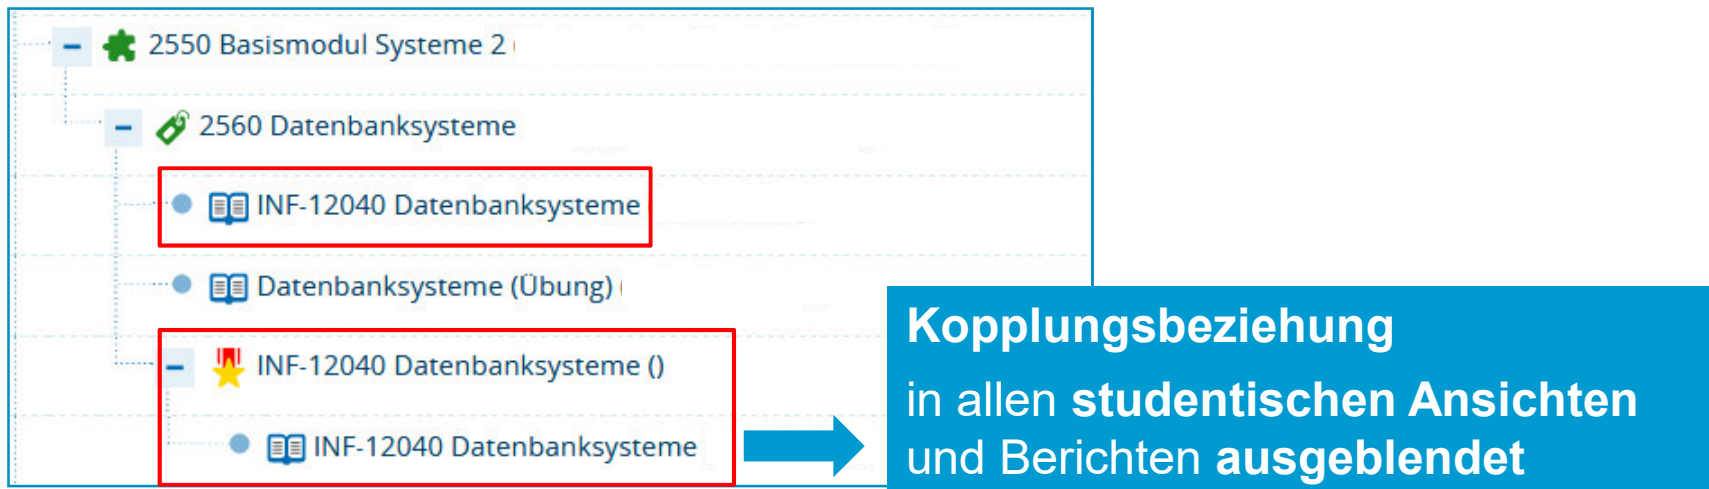 2550 Basismodul Systeme 2 (
2560 Datenbanksysteme
INF-12040 Datenbanksysteme
Datenbanksysteme (Übung) (
INF-12040 Datenbanksysteme ()
INF-12040 Datenbanksysteme
Kopplungsbeziehung
in allen studentischen Ansichten
und Berichten ausgeblendet